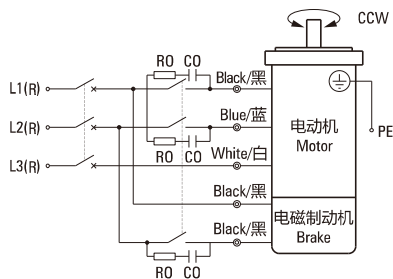 CCW
RO CO
L1(R)
Black/黑
Blue/蓝
L2(R)
RO CO
电动机
Motor
PE
White/白
L3(R)
Black/黑
电磁制动机
Brake
Black/黑
RO CO